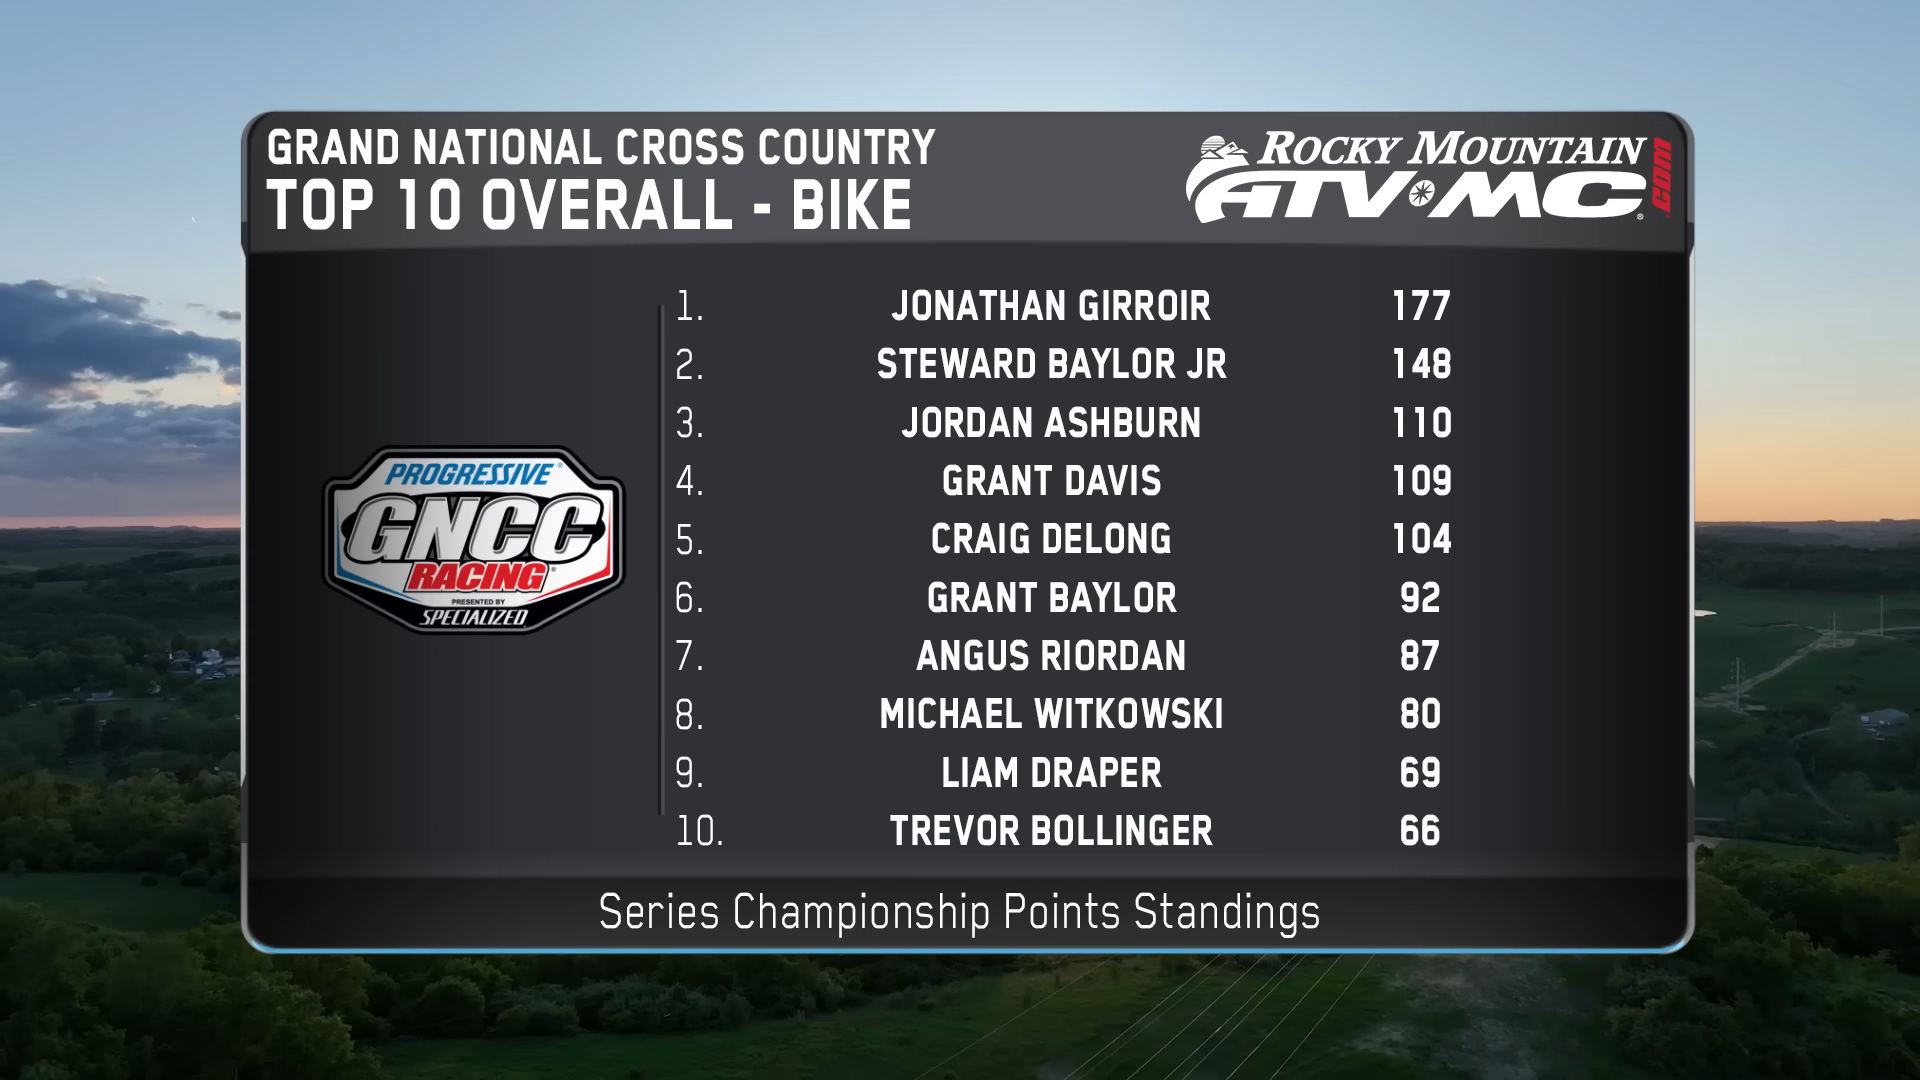 GRAND NATIONAL CROSS COUNTRY
TOP 10 OVERALL - BIKE
ROCKY MOUNTAIN
ATV MC
.COM
1. JONATHAN GIRROIR 177
2. STEWARD BAYLOR JR 148
3. JORDAN ASHBURN 110
4. GRANT DAVIS 109
5. CRAIG DELONG 104
6. GRANT BAYLOR 92
7. ANGUS RIORDAN 87
8. MICHAEL WITKOWSKI 80
9. LIAM DRAPER 69
10. TREVOR BOLLINGER 66
PROGRESSIVE®
GNCC
RACING
PRESENTED BY
SPECIALIZED
Series Championship Points Standings